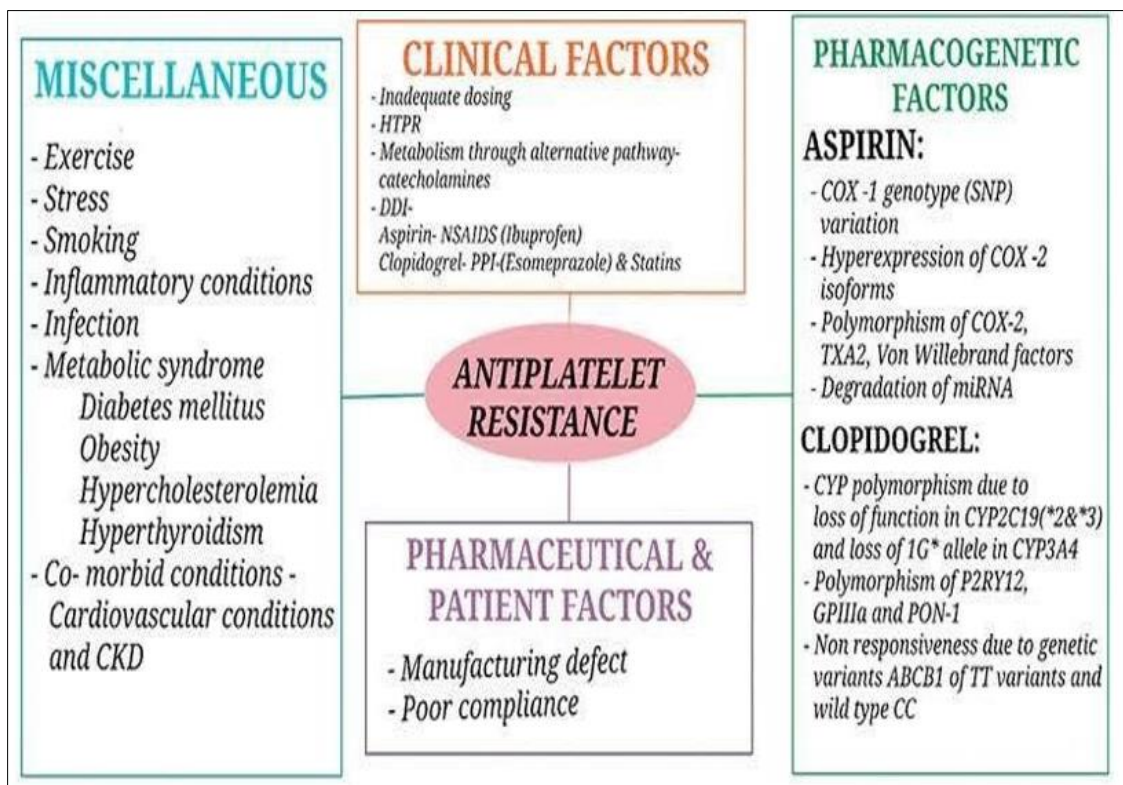 MISCELLANEOUS
- Exercise
- Stress
- Smoking
- Inflammatory conditions
- Infection
- Metabolic syndrome
Diabetes mellitus
Obesity
Hypercholesterolemia
Hyperthyroidism
- Co- morbid conditions -
Cardiovascular conditions
and CKD
CLINICAL FACTORS
- Inadequate dosing
- HTPR
- Metabolism through alternative pathway-
catecholamines
- DDI-
Aspirin- NSAIDS (Ibuprofen)
Clopidogrel- PPI-(Esomeprazole) & Statins
ANTIPLATELET
RESISTANCE
PHARMACEUTICAL &
PATIENT FACTORS
- Manufacturing defect
- Poor compliance
PHARMACOGENETIC
FACTORS
ASPIRIN:
- COX -1 genotype (SNP)
variation
- Hyperexpression of COX -2
isoforms
- Polymorphism of COX-2,
TXA2, Von Willebrand factors
- Degradation of miRNA
CLOPIDOGREL:
- CYP polymorphism due to
loss of function in CYP2C19(*2&*3)
and loss of 1G* allele in CYP3A4
- Polymorphism of P2RY12,
GPIIIa and PON-1
- Non responsiveness due to genetic
variants ABCB1 of TT variants and
wild type CC